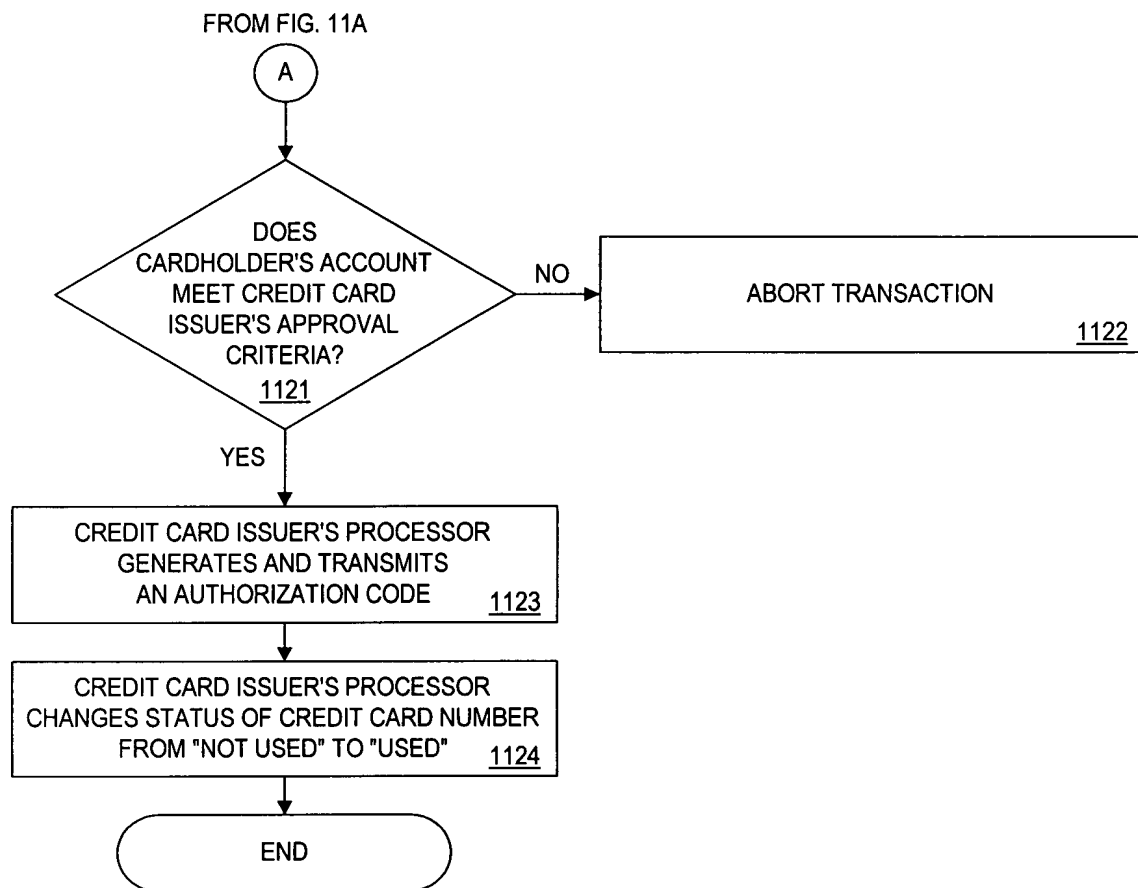 FROM FIG. 11A
A
DOES
CARDHOLDER'S ACCOUNT
MEET CREDIT CARD
ISSUER'S APPROVAL
CRITERIA?
1121
NO
ABORT TRANSACTION
1122
YES
CREDIT CARD ISSUER'S PROCESSOR
GENERATES AND TRANSMITS
AN AUTHORIZATION CODE
1123
CREDIT CARD ISSUER'S PROCESSOR
CHANGES STATUS OF CREDIT CARD NUMBER
FROM "NOT USED" TO "USED"
1124
END